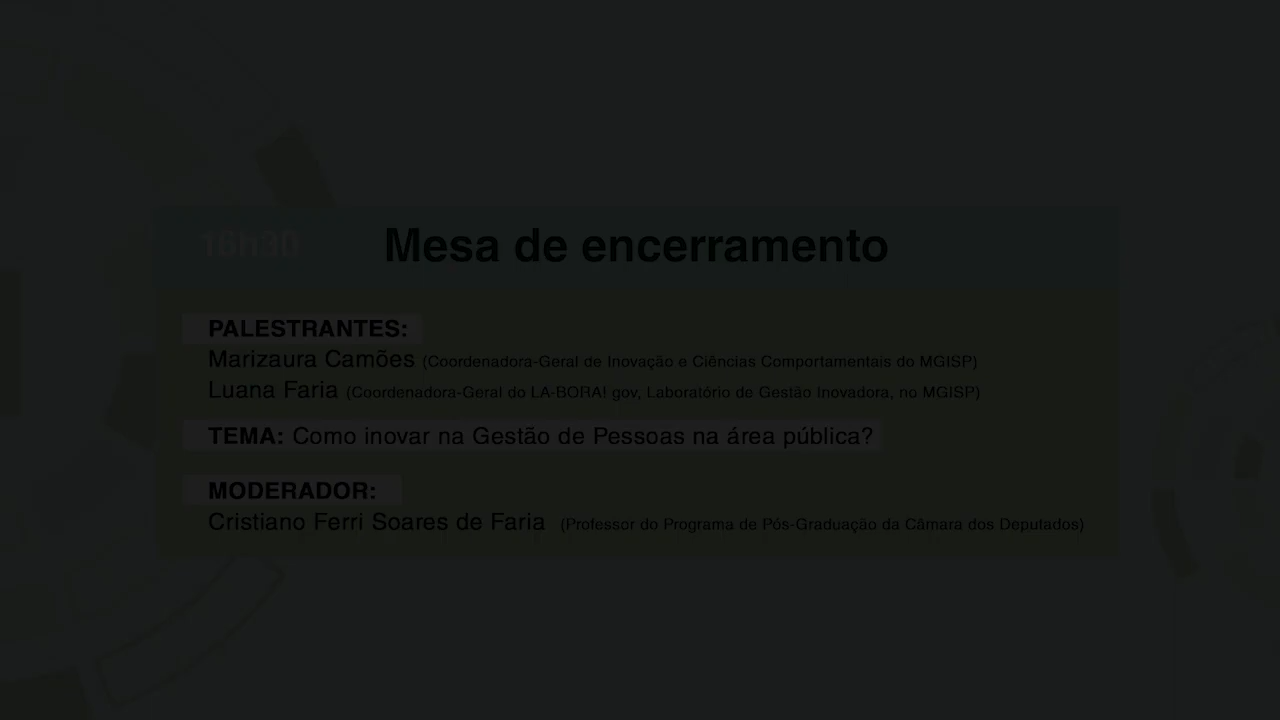 16h30
Mesa de encerramento
PALESTRANTES:
Marizaura Camões (Coordenadora-Geral de Inovação e Ciências Comportamentais do MGISP)
Luana Faria (Coordenadora-Geral do LA-BORA! gov, Laboratório de Gestão Inovadora, no MGISP)
TEMA: Como inovar na Gestão de Pessoas na área pública?
MODERADOR:
Cristiano Ferri Soares de Faria (Professor do Programa de Pós-Graduação da Câmara dos Deputados)